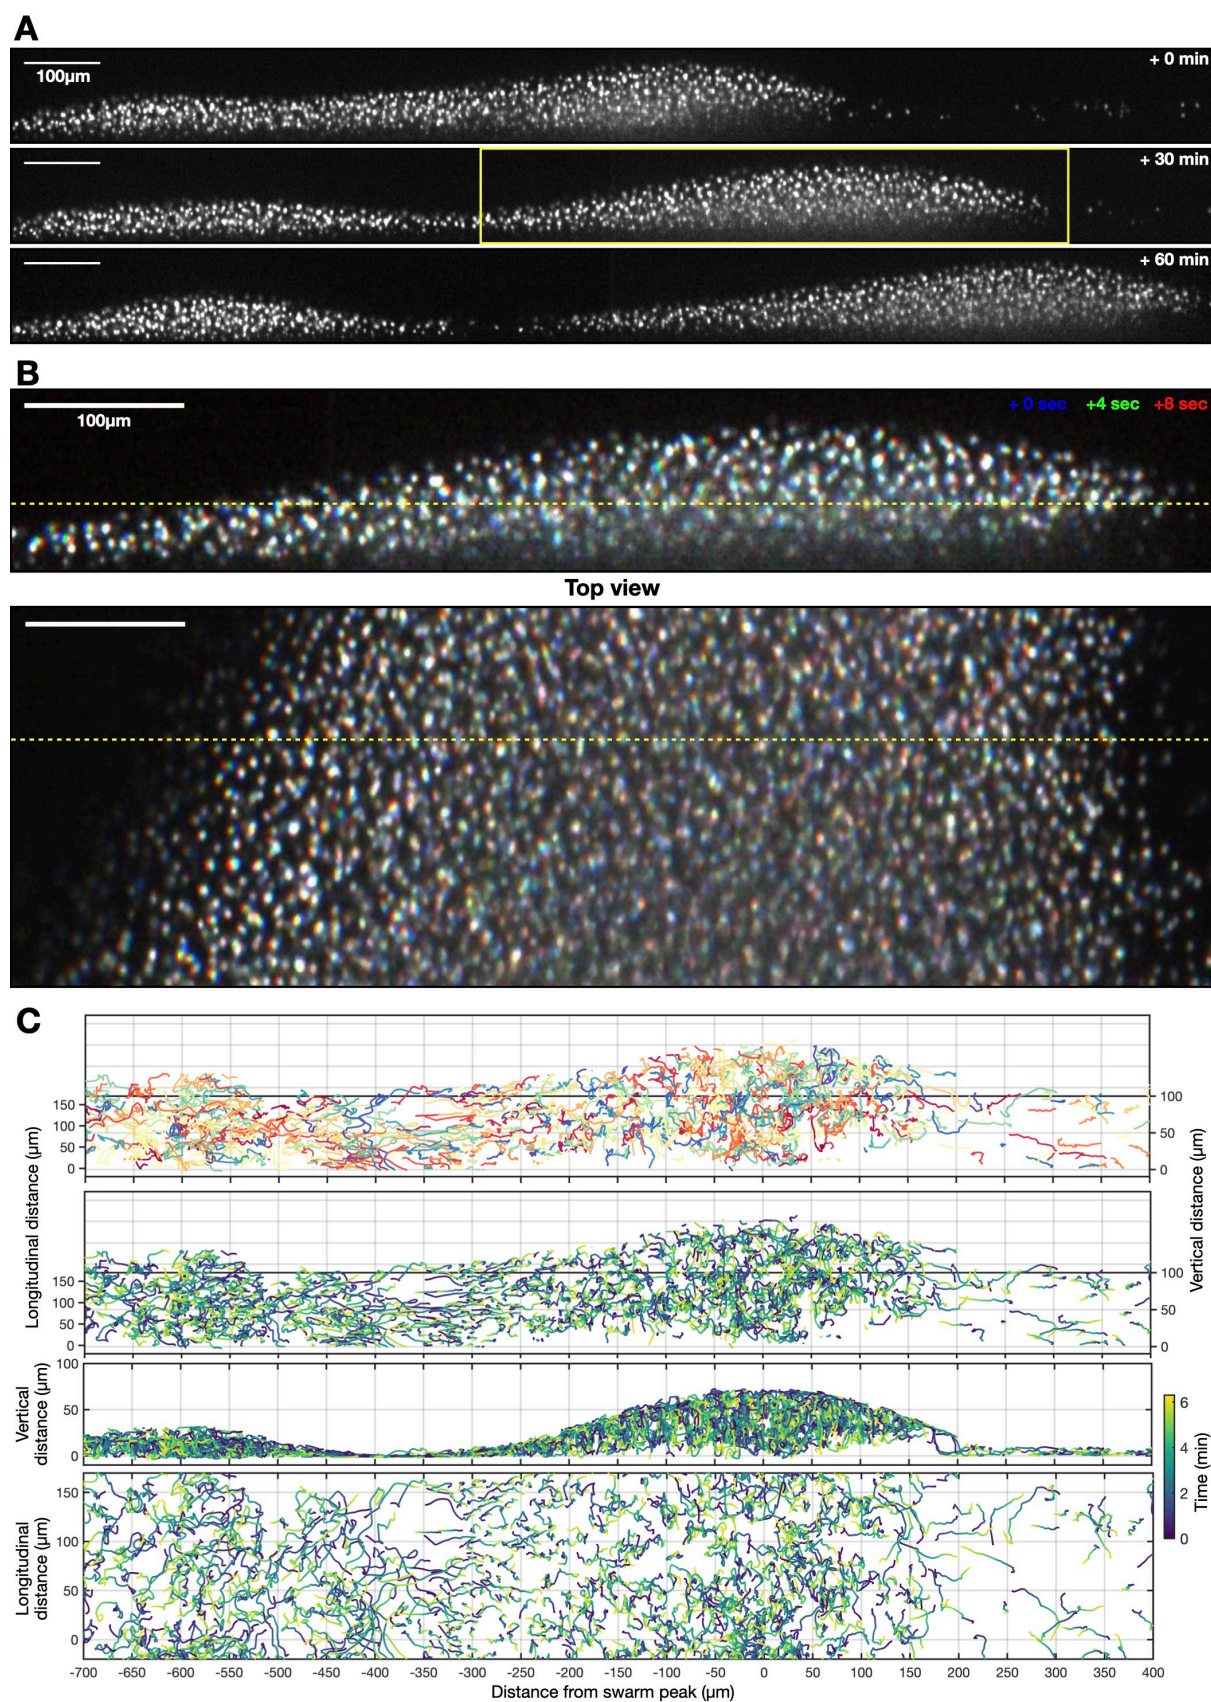 A
100μm
+ 0 min
+ 30 min
+ 60 min
B
100μm
+ 0 sec +4 sec +8 sec
Top view
C
150
100
50
0
100
50
0
Longitudinal distance (μm)
Vertical distance (μm)
150
100
50
0
100
50
0
Vertical
distance (μm)
100
50
0
Longitudinal
distance (μm)
150
100
50
0
6
4
2
0
Time (min)
-700 -650 -600 -550 -500 -450 -400 -350 -300 -250 -200 -150 -100 -50 0 50 100 150 200 250 300 350 400
Distance from swarm peak (μm)